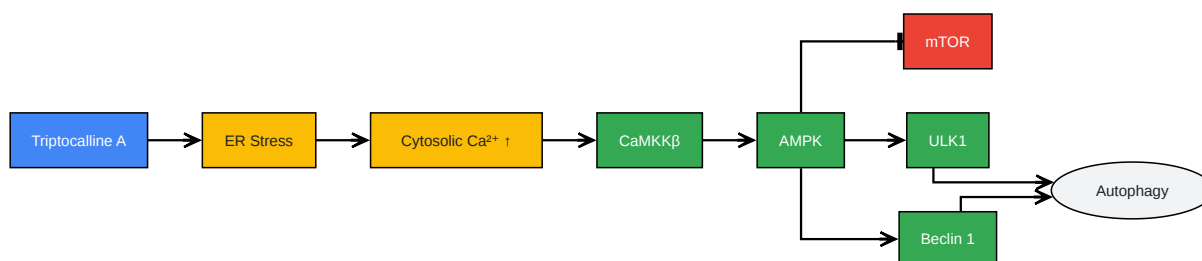 mTOR
Triptocalline A
ER Stress
Cytosolic Ca²⁺ ↑
CaMKKβ
AMPK
ULK1
Autophagy
Beclin 1